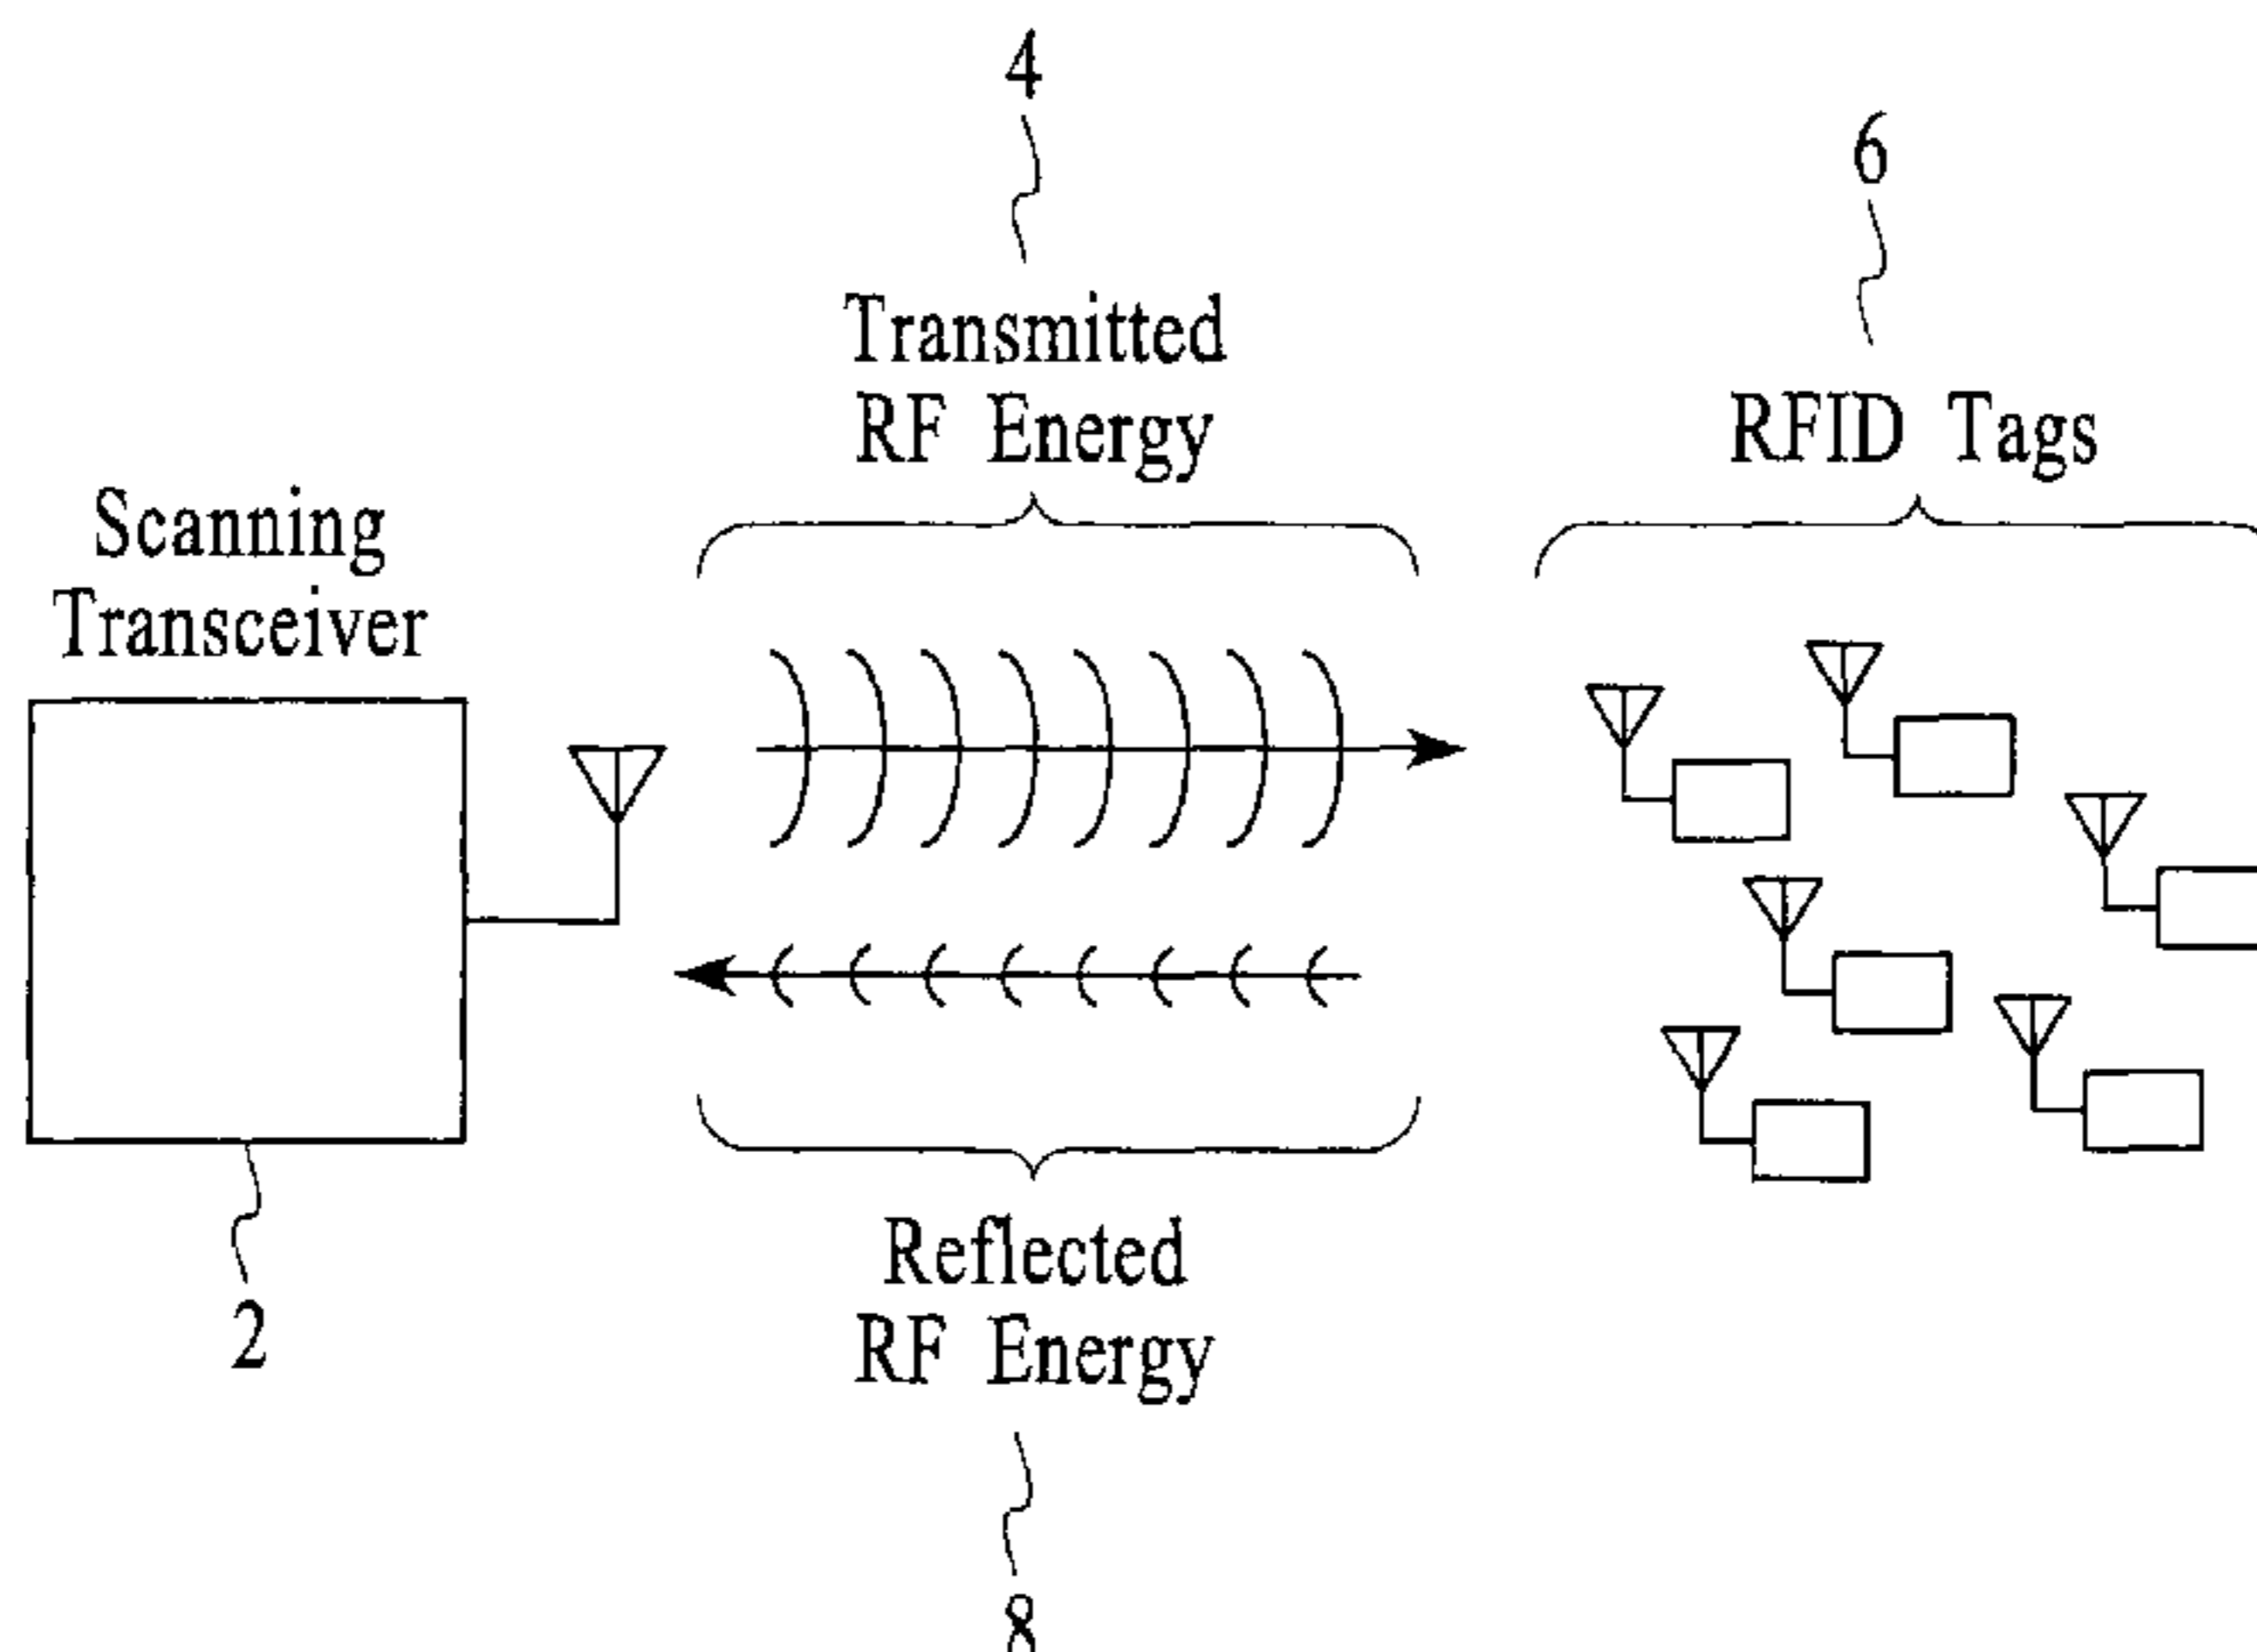 4
6
Transmitted
RF Energy
RFID Tags
Scanning
Transceiver
2
Reflected
RF Energy
8